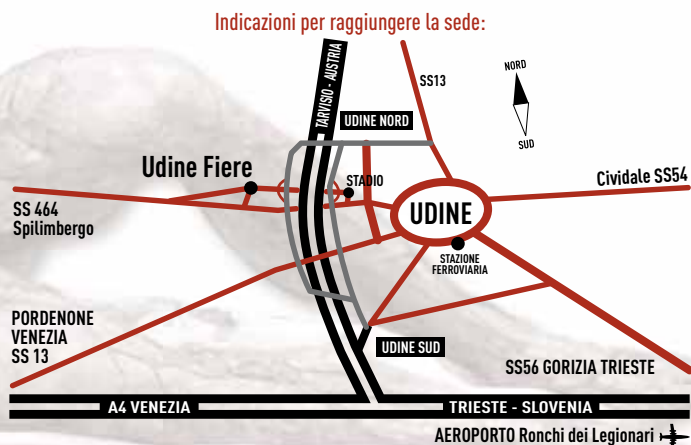 Indicazioni per raggiungere la sede:
TARVISIO - AUSTRIA
SS13
NORD
SUD
UDINE NORD
Udine Fiere
STADIO
Cividale SS54
SS 464
Spilimbergo
UDINE
STAZIONE
FERROVIARIA
PORDENONE
VENEZIA
SS 13
UDINE SUD
SS56 GORIZIA TRIESTE
A4 VENEZIA
TRIESTE - SLOVENIA
AEROPORTO Ronchi dei Legionari